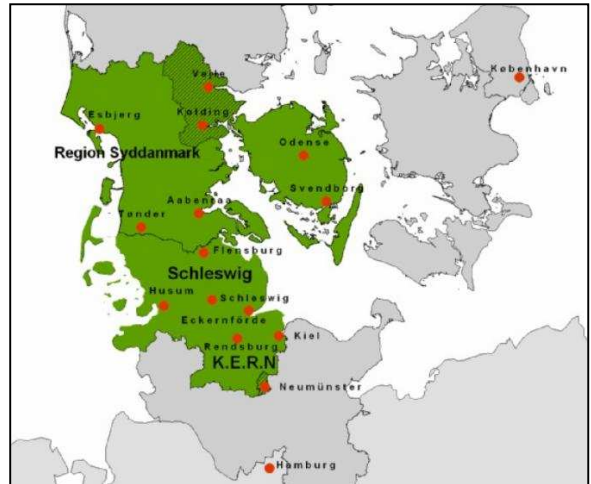 København
Vejle
Kolding
Esbjerg
Odense
Region Syddanmark
Svendborg
Aabenraa
Tønder
Flensburg
Schleswig
Husum
Schleswig
Eckernförde
Rendsburg
Kiel
K.E.R.N
Neumünster
Hamburg